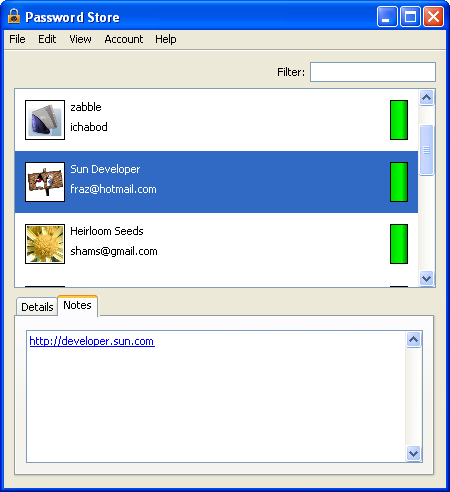 Password Store
File Edit View Account Help
Filter:
zabble
ichabod
Sun Developer
fraz@hotmail.com
Heirloom Seeds
shams@gmail.com
Details Notes
http://developer.sun.com